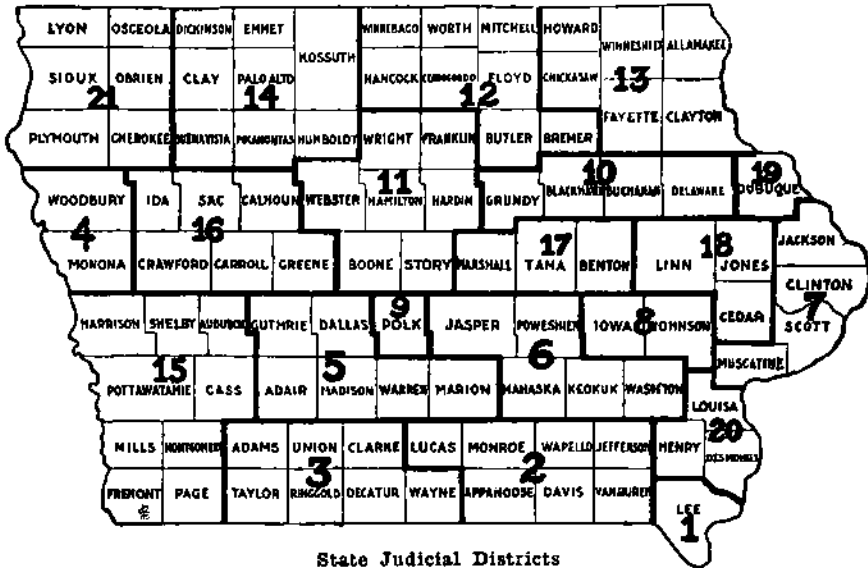 LYON OSCEOLA DICKINSON EMMET WINNEBAGO WORTH MITCHELL HOWARD
KOSSUTH WINNESHIEK ALLAMAKEE
SIOUX OBRIEN CLAY PALO ALTO HANCOCK FLOYD CHICKASAW
21 14 12 13
PLYMOUTH CHEROKEE BUENAVISTA POCAHONTAS HUMBOLDT WRIGHT FRANKLIN BUTLER BREMER FAYETTE CLAYTON
10 19
WOODBURY IDA SAC CALHOUN WEBSTER 11 HAMILTON HARDIN GRUNDY BLACKHAWK BUCHANAN DELAWARE DUBUQUE
4 16 17 18
MONONA CRAWFORD CARROLL GREENE BOONE STORY MARSHALL TAMA BENTON LINN JONES JACKSON
CLINTON
9 8 7
HARRISON SHELBY AUDUBON GUTHRIE DALLAS POLK JASPER POWESHIEK IOWA JOHNSON CEDAR SCOTT
15 5 6 MUSCATINE
POTTAWATAMIE CASS ADAIR MADISON WARREN MARION MAHASKA KEOKUK WASHINGTON
LOUISA
20
MILLS MONTGOMERY ADAMS UNION CLARKE LUCAS MONROE WAPELLO JEFFERSON HENRY DESMOINES
3 2
FREMONT PAGE TAYLOR RINGGOLD DECATUR WAYNE APPANOOSE DAVIS VANBUREN
LEE
1
State Judicial Districts